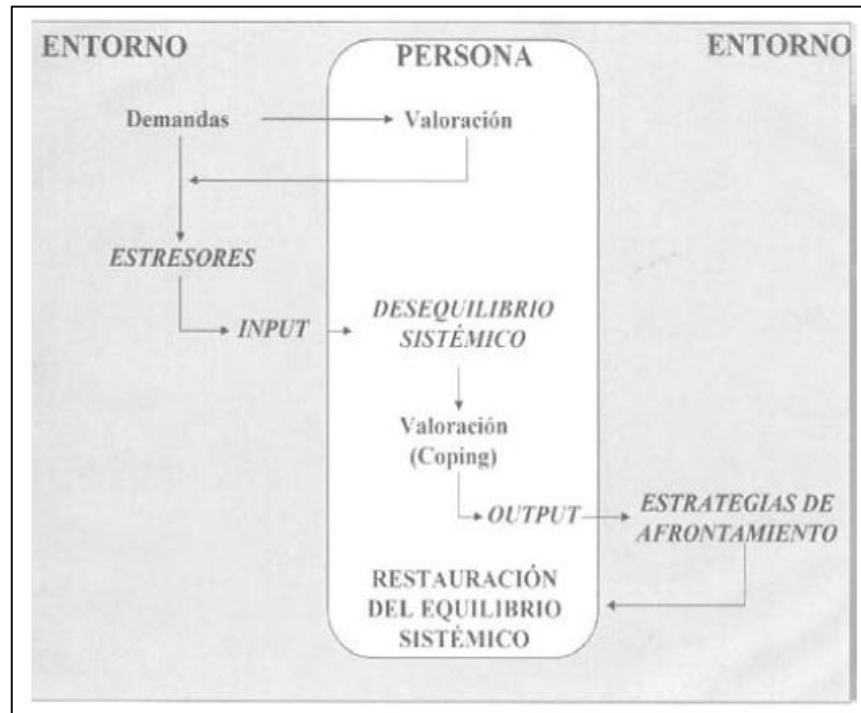 ENTORNO
PERSONA
ENTORNO
Demandas
Valoración
ESTRESORES
INPUT
DESEQUILIBRIO
SISTÉMICO
Valoración
(Coping)
OUTPUT
ESTRATEGIAS DE
AFRONTAMIENTO
RESTAURACIÓN
DEL EQUILIBRIO
SISTÉMICO